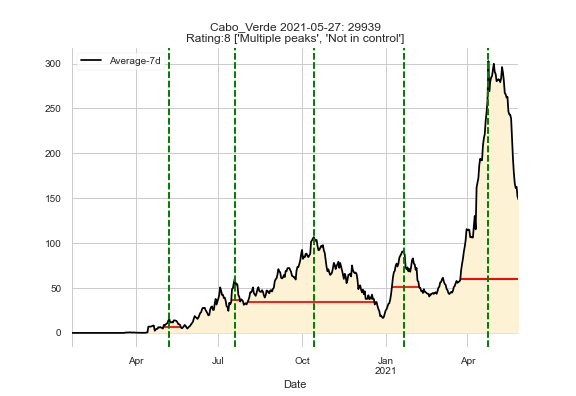 Cabo_Verde 2021-05-27: 29939
Rating:8 ['Multiple peaks', 'Not in control']
Average-7d
300
250
200
150
100
50
0
Apr
Jul
Oct
Jan
2021
Apr
Date